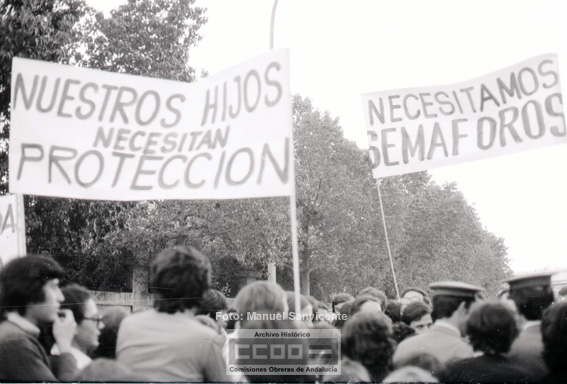 NUESTROS HIJOS
NECESITAN
PROTECCION
NECESITAMOS
SEMAFOROS
Foto: Manuel Sanvicente
Archivo Histórico
CCOO
Comisiones Obreras de Andalucía